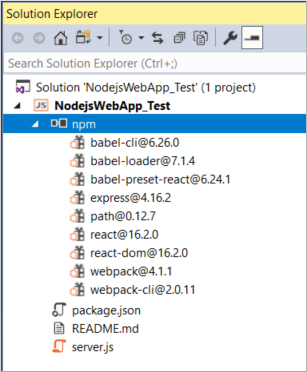 Solution Explorer
Search Solution Explorer (Ctrl+;)
Solution 'NodejsWebApp_Test' (1 project)
JS NodejsWebApp_Test
npm
babel-cli@6.26.0
babel-loader@7.1.4
babel-preset-react@6.24.1
express@4.16.2
path@0.12.7
react@16.2.0
react-dom@16.2.0
webpack@4.1.1
webpack-cli@2.0.11
package.json
README.md
server.js